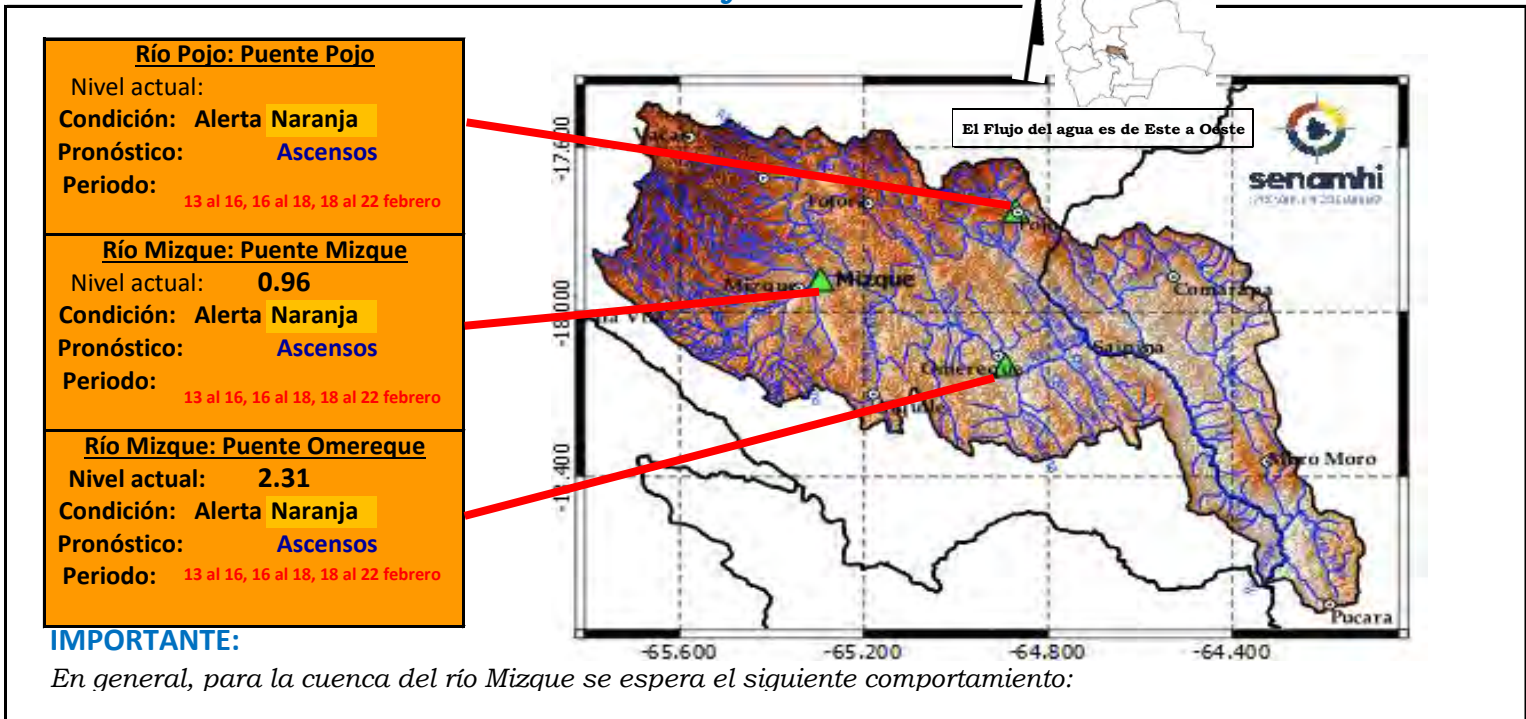 Río Pojo: Puente Pojo
Nivel actual:
Condición: Alerta Naranja
Pronóstico: Ascensos
Periodo:
13 al 16, 16 al 18, 18 al 22 febrero
Río Mizque: Puente Mizque
Nivel actual: 0.96
Condición: Alerta Naranja
Pronóstico: Ascensos
Periodo:
13 al 16, 16 al 18, 18 al 22 febrero
Río Mizque: Puente Omereque
Nivel actual: 2.31
Condición: Alerta Naranja
Pronóstico: Ascensos
Periodo: 13 al 16, 16 al 18, 18 al 22 febrero
El Flujo del agua es de Este a Oeste
senamhi
-17.600
Totora
Pojo
Mizque
Mizque
Comarapa
-18.000
Saipina
Omereque
Moro Moro
Pucara
-65.600
-65.200
-64.800
-64.400
IMPORTANTE:
En general, para la cuenca del río Mizque se espera el siguiente comportamiento: